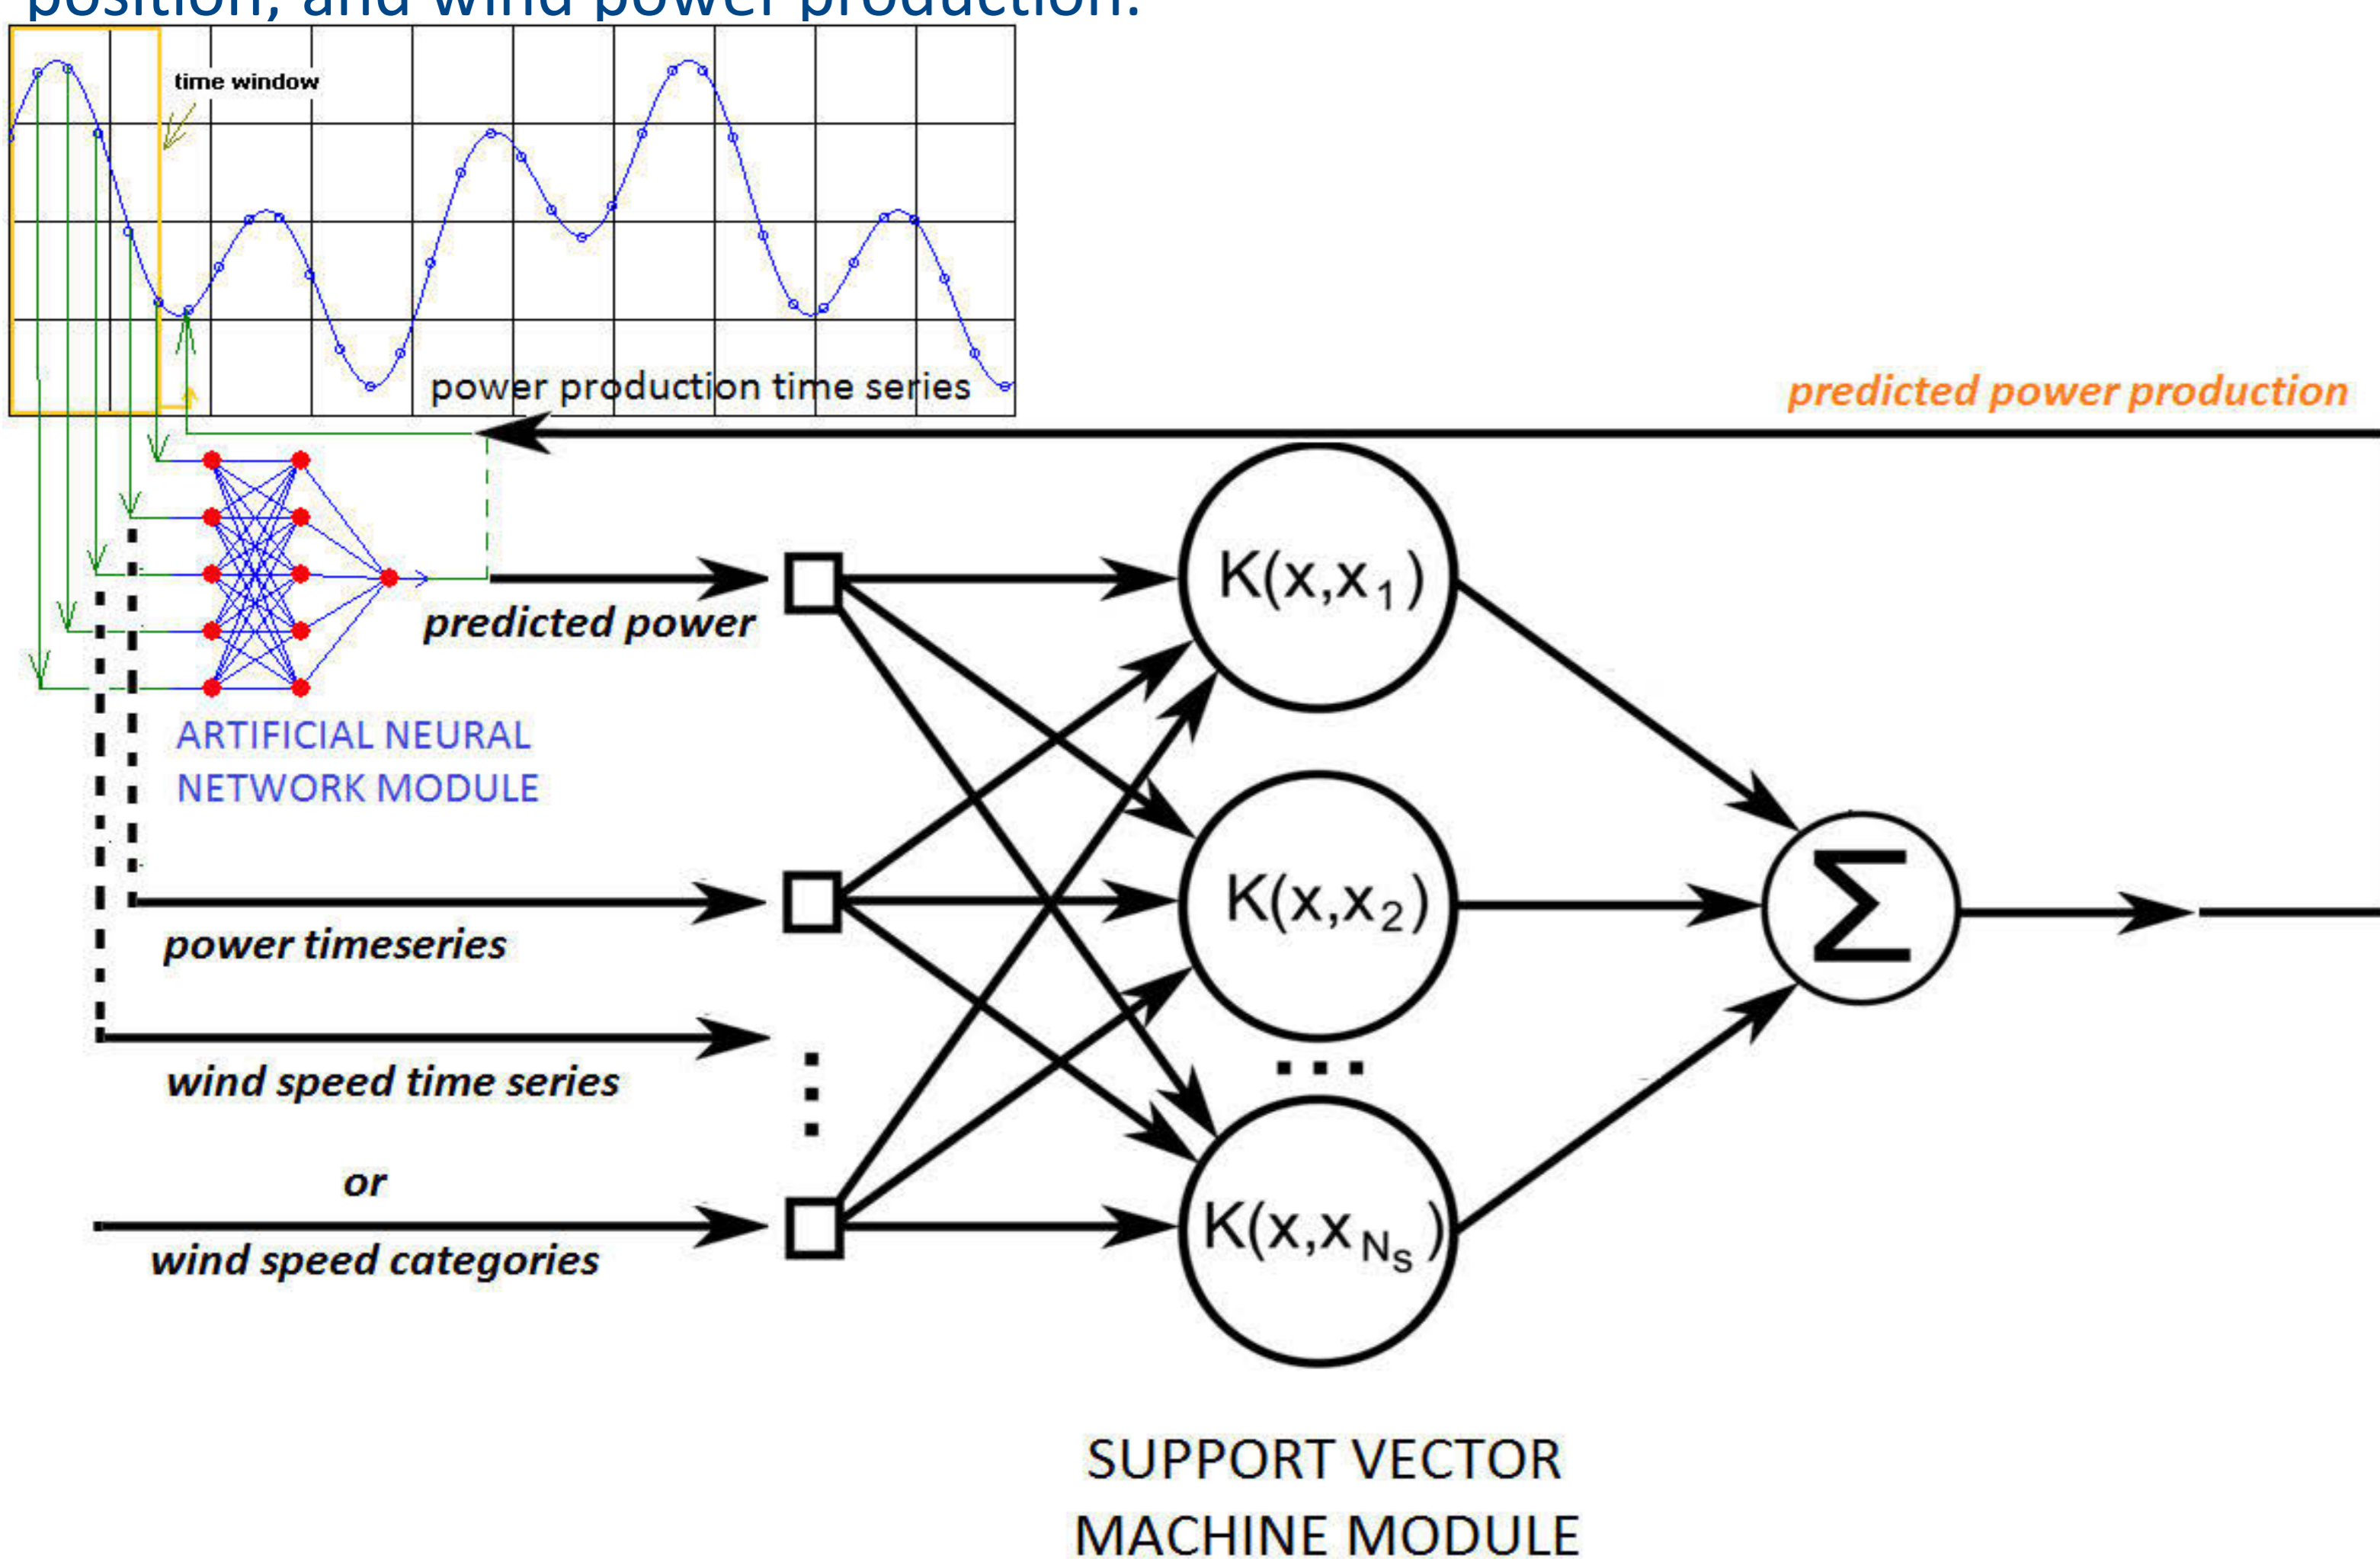 position, and wind power production.
time window
power production time series
predicted power production
predicted power
K(x,x₁)
ARTIFICIAL NEURAL
NETWORK MODULE
K(x,x₂)
Σ
power timeseries
wind speed time series
...
or
K(x,x_Nₛ)
wind speed categories
SUPPORT VECTOR
MACHINE MODULE